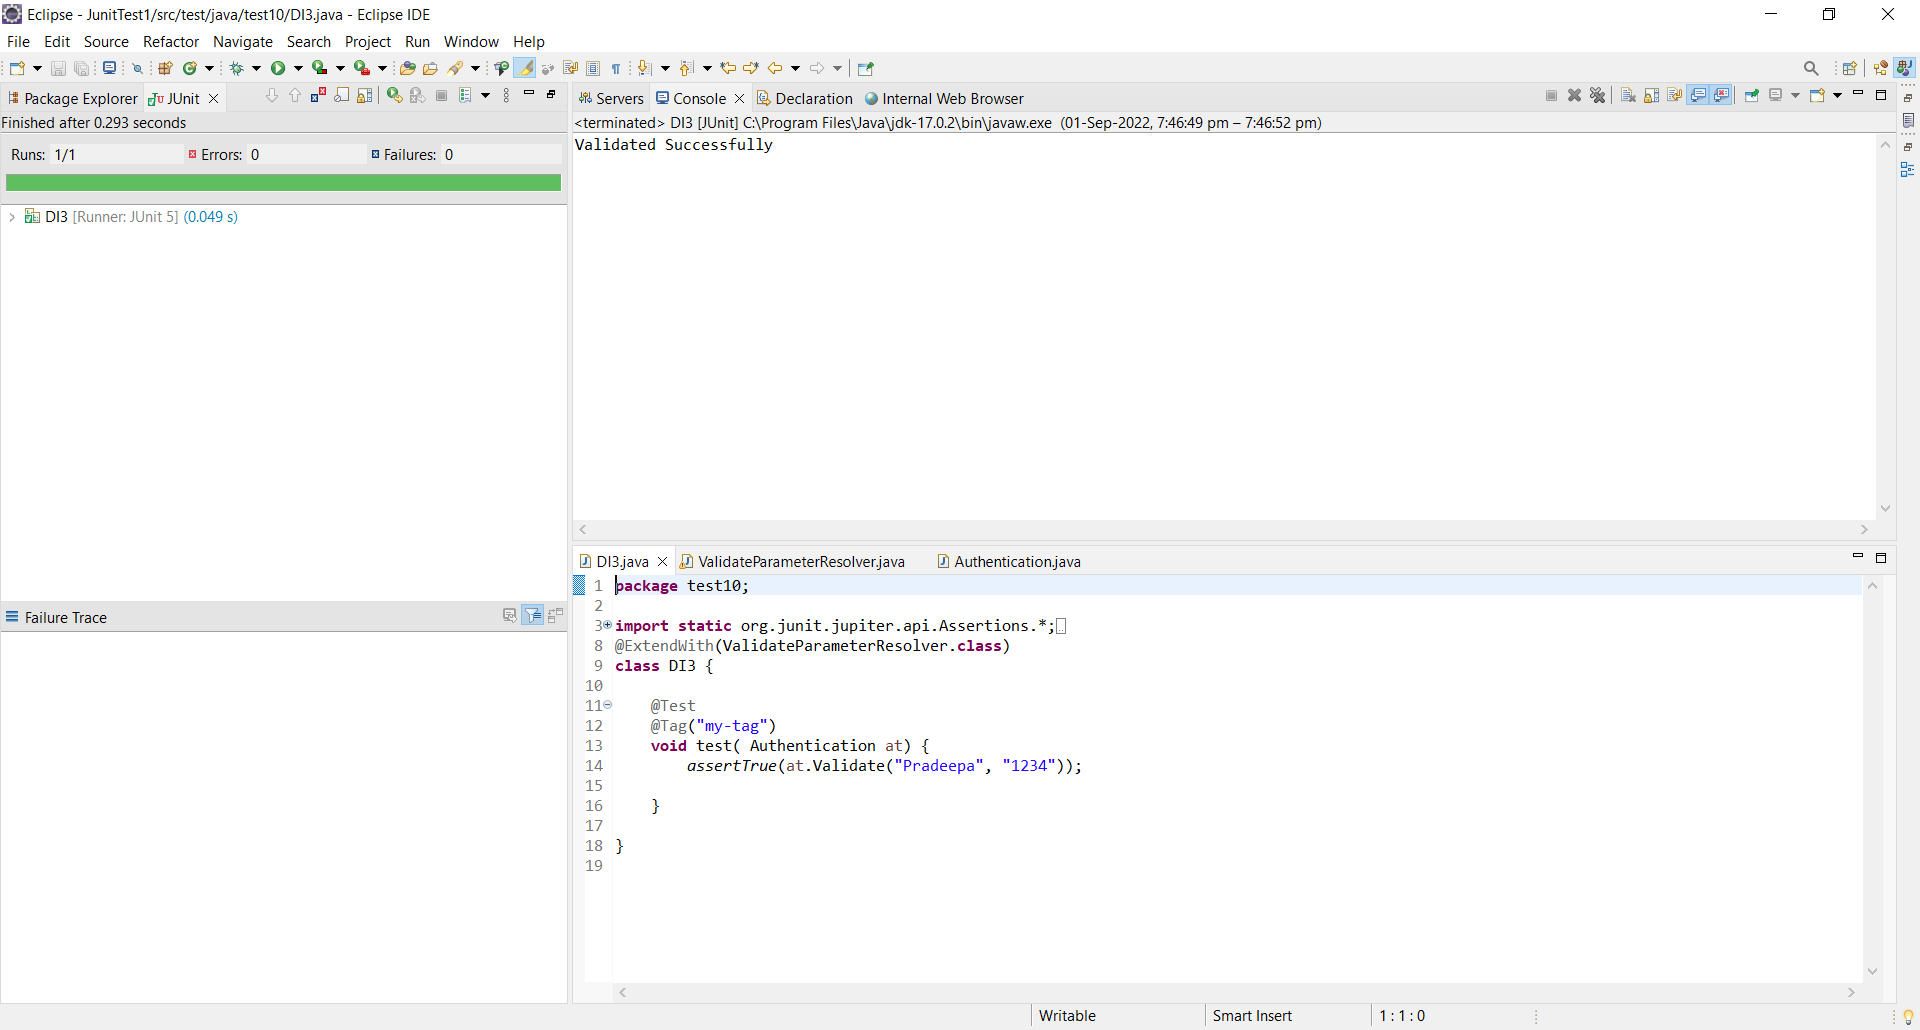 Eclipse - JunitTest1/src/test/java/test10/DI3.java - Eclipse IDE
File Edit Source Refactor Navigate Search Project Run Window Help
Package Explorer JUnit
Finished after 0.293 seconds
Runs: 1/1 Errors: 0 Failures: 0
DI3 [Runner: JUnit 5] (0.049 s)
Failure Trace
Servers Console Declaration Internal Web Browser
<terminated> DI3 [JUnit] C:\Program Files\Java\jdk-17.0.2\bin\javaw.exe (01-Sep-2022, 7:46:49 pm – 7:46:52 pm)
Validated Successfully
DI3.java ValidateParameterResolver.java Authentication.java
1 package test10;
2
3 import static org.junit.jupiter.api.Assertions.*;
8 @ExtendWith(ValidateParameterResolver.class)
9 class DI3 {
10
11 @Test
12 @Tag("my-tag")
13 void test( Authentication at) {
14 assertTrue(at.Validate("Pradeepa", "1234"));
15
16 }
17
18 }
19
Writable Smart Insert 1 : 1 : 0